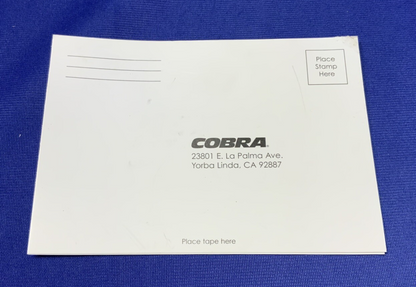 Place
Stamp
Here
COBRA
23801 E. La Palma Ave.
Yorba Linda, CA 92887
Place tape here